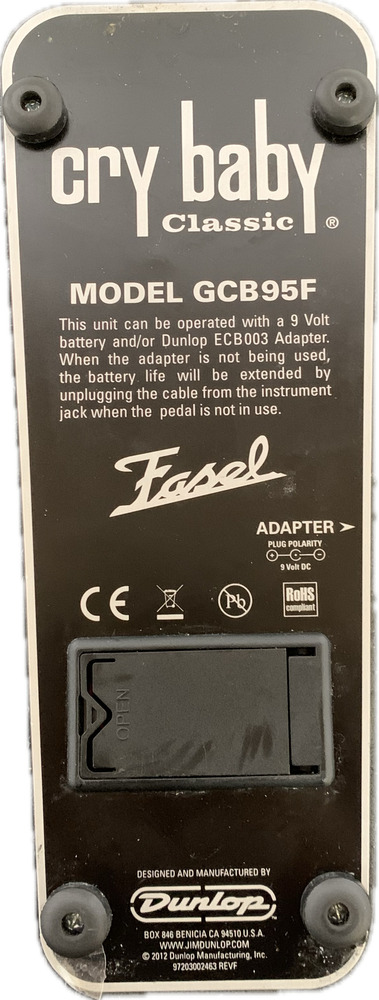 cry baby
Classic ®
MODEL GCB95F
This unit can be operated with a 9 Volt
battery and/or Dunlop ECB003 Adapter.
When the adapter is not being used,
the battery life will be extended by
unplugging the cable from the instrument
jack when the pedal is not in use.
Fasel
ADAPTER ➤
PLUG POLARITY
+ C −
9 Volt DC
CE
Pb
RoHS
compliant
OPEN
DESIGNED AND MANUFACTURED BY
Dunlop
BOX 846 BENICIA CA 94510 U.S.A.
WWW.JIMDUNLOP.COM
© 2012 Dunlop Manufacturing, Inc.
97203002463 REVF